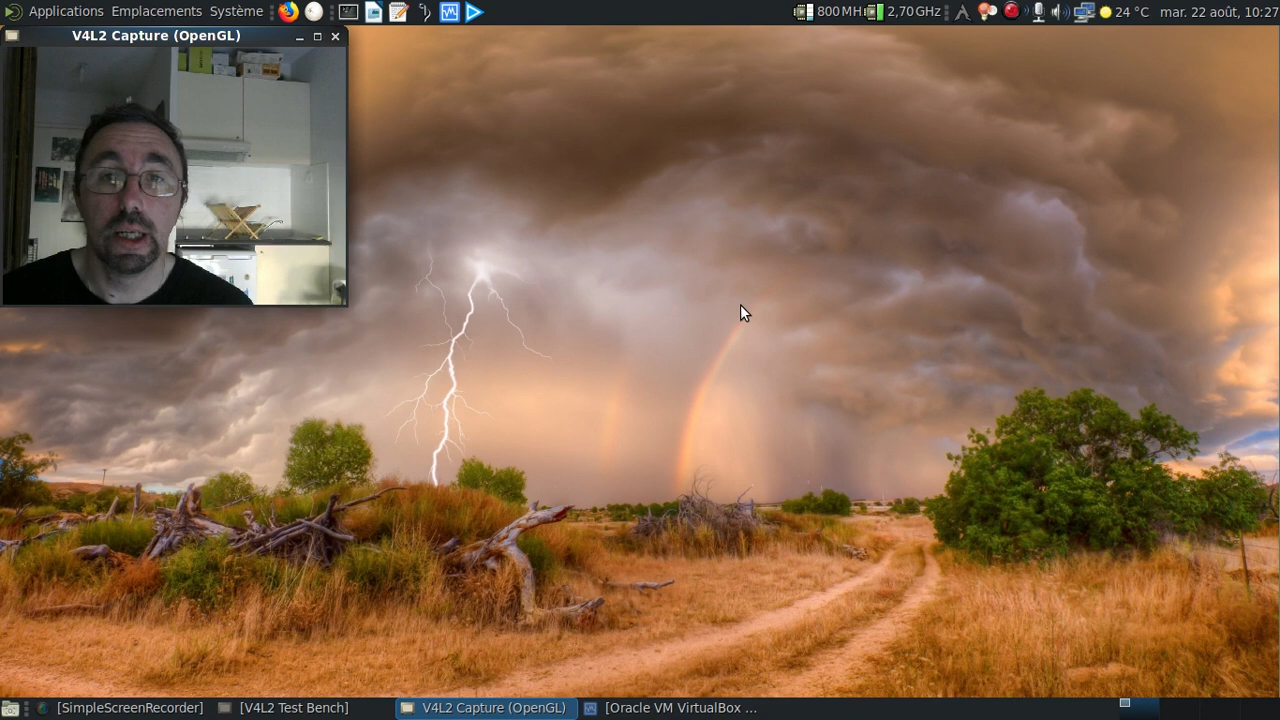 Applications Emplacements Système 800 MHz 2,70 GHz 24 °C mar. 22 août, 10:27
V4L2 Capture (OpenGL)
[SimpleScreenRecorder] [V4L2 Test Bench] V4L2 Capture (OpenGL) [Oracle VM VirtualBox ...